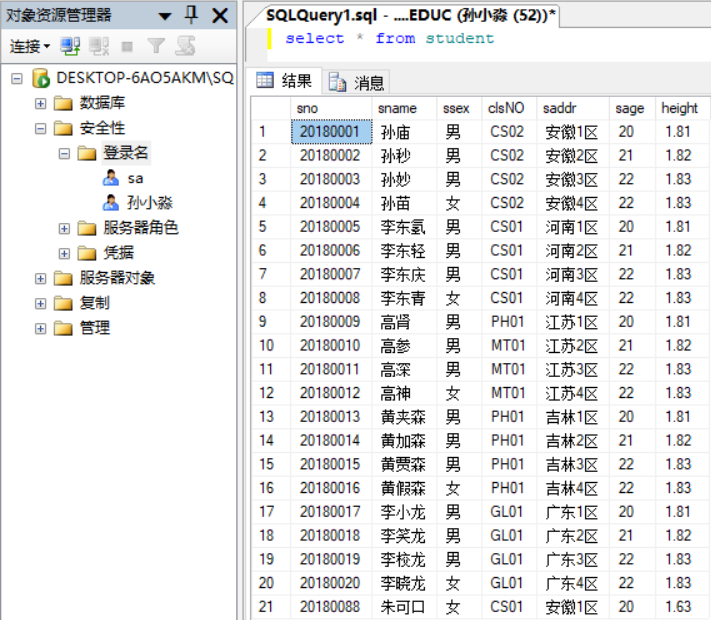 对象资源管理器
连接
DESKTOP-6AO5AKM\SQ
数据库
安全性
登录名
sa
孙小淼
服务器角色
凭据
服务器对象
复制
管理
SQLQuery1.sql - ....EDUC (孙小淼 (52))*
select * from student
结果 消息
sno sname ssex clsNO saddr sage height
1 20180001 孙庙 男 CS02 安徽1区 20 1.81
2 20180002 孙秒 男 CS02 安徽2区 21 1.82
3 20180003 孙妙 男 CS02 安徽3区 22 1.83
4 20180004 孙苗 女 CS02 安徽4区 22 1.83
5 20180005 李东氢 男 CS01 河南1区 20 1.81
6 20180006 李东轻 男 CS01 河南2区 21 1.82
7 20180007 李东庆 男 CS01 河南3区 22 1.83
8 20180008 李东青 女 CS01 河南4区 22 1.83
9 20180009 高肾 男 PH01 江苏1区 20 1.81
10 20180010 高参 男 MT01 江苏2区 21 1.82
11 20180011 高深 男 MT01 江苏3区 22 1.83
12 20180012 高神 女 MT01 江苏4区 22 1.83
13 20180013 黄夹森 男 PH01 吉林1区 20 1.81
14 20180014 黄加森 男 PH01 吉林2区 21 1.82
15 20180015 黄贾森 男 PH01 吉林3区 22 1.83
16 20180016 黄假森 女 PH01 吉林4区 22 1.83
17 20180017 李小龙 男 GL01 广东1区 20 1.81
18 20180018 李笑龙 男 GL01 广东2区 21 1.82
19 20180019 李校龙 男 GL01 广东3区 22 1.83
20 20180020 李晓龙 女 GL01 广东4区 22 1.83
21 20180088 朱可口 女 CS01 安徽1区 20 1.63